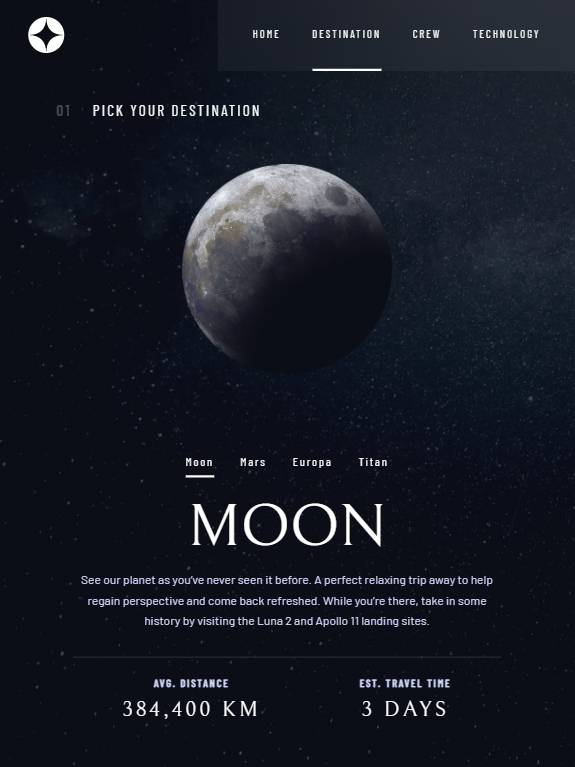 HOME
DESTINATION
CREW
TECHNOLOGY
01 PICK YOUR DESTINATION
Moon
Mars
Europa
Titan
MOON
See our planet as you’ve never seen it before. A perfect relaxing trip away to help
regain perspective and come back refreshed. While you’re there, take in some
history by visiting the Luna 2 and Apollo 11 landing sites.
AVG. DISTANCE
384,400 KM
EST. TRAVEL TIME
3 DAYS